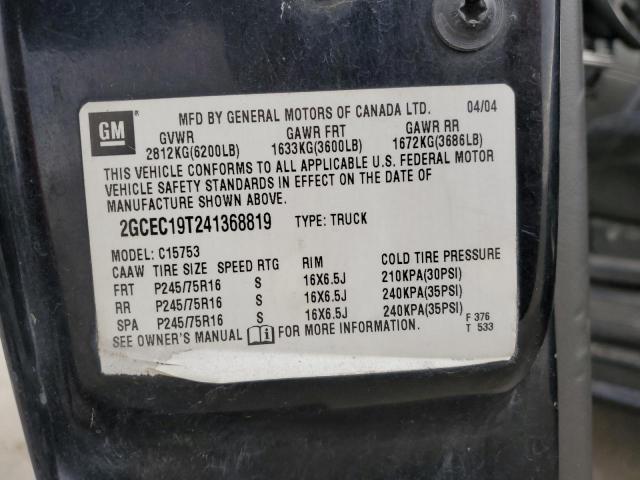 GM ® MFD BY GENERAL MOTORS OF CANADA LTD. 04/04
GVWR GAWR FRT GAWR RR
2812KG(6200LB) 1633KG(3600LB) 1672KG(3686LB)
THIS VEHICLE CONFORMS TO ALL APPLICABLE U.S. FEDERAL MOTOR
VEHICLE SAFETY STANDARDS IN EFFECT ON THE DATE OF
MANUFACTURE SHOWN ABOVE.
2GCEC19T241368819 TYPE: TRUCK
MODEL: C15753
CAAW TIRE SIZE SPEED RTG RIM COLD TIRE PRESSURE
FRT P245/75R16 S 16X6.5J 210KPA(30PSI)
RR P245/75R16 S 16X6.5J 240KPA(35PSI)
SPA P245/75R16 S 16X6.5J 240KPA(35PSI)
SEE OWNER'S MANUAL FOR MORE INFORMATION.
F 376
T 533